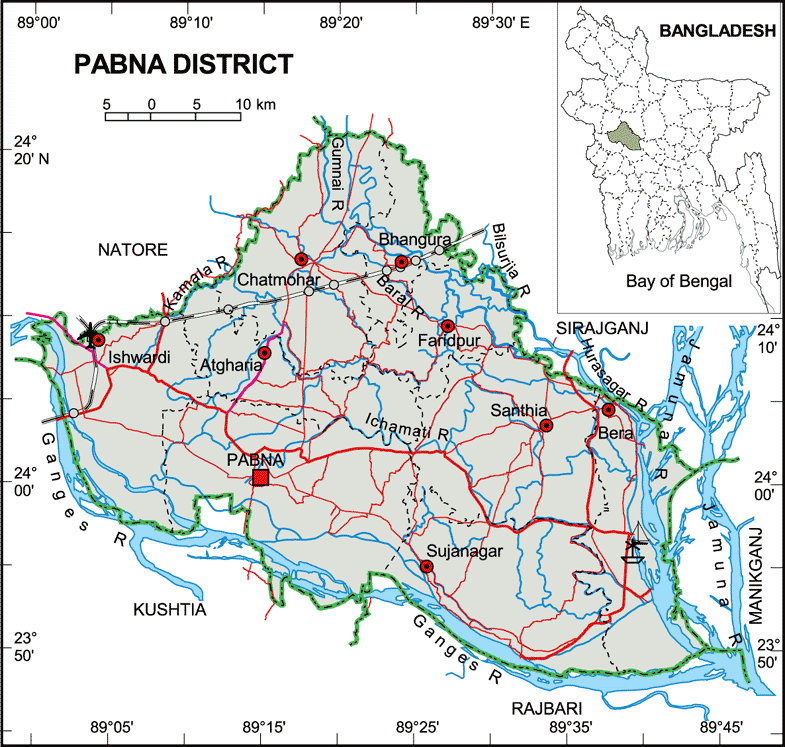 89°00'
89°10'
89°20'
89°30' E
PABNA DISTRICT
5 0 5 10 km
BANGLADESH
Bay of Bengal
24°
20' N
Gumnai R
NATORE
Bhangura
Bilsurija R
Kamala R
Chatmohar
Baral R
Faridpur
SIRAJGANJ
24°
10'
Ishwardi
Atgharia
Hurasagar R
Jamuna R
Santhia
Bera
Ichamati R
Ganges R
PABNA
24°
00'
24°
00'
Jamuna R
MANIKGANJ
Sujanagar
KUSHTIA
Ganges R
23°
50'
23°
50'
RAJBARI
89°05'
89°15'
89°25'
89°35'
89°45'